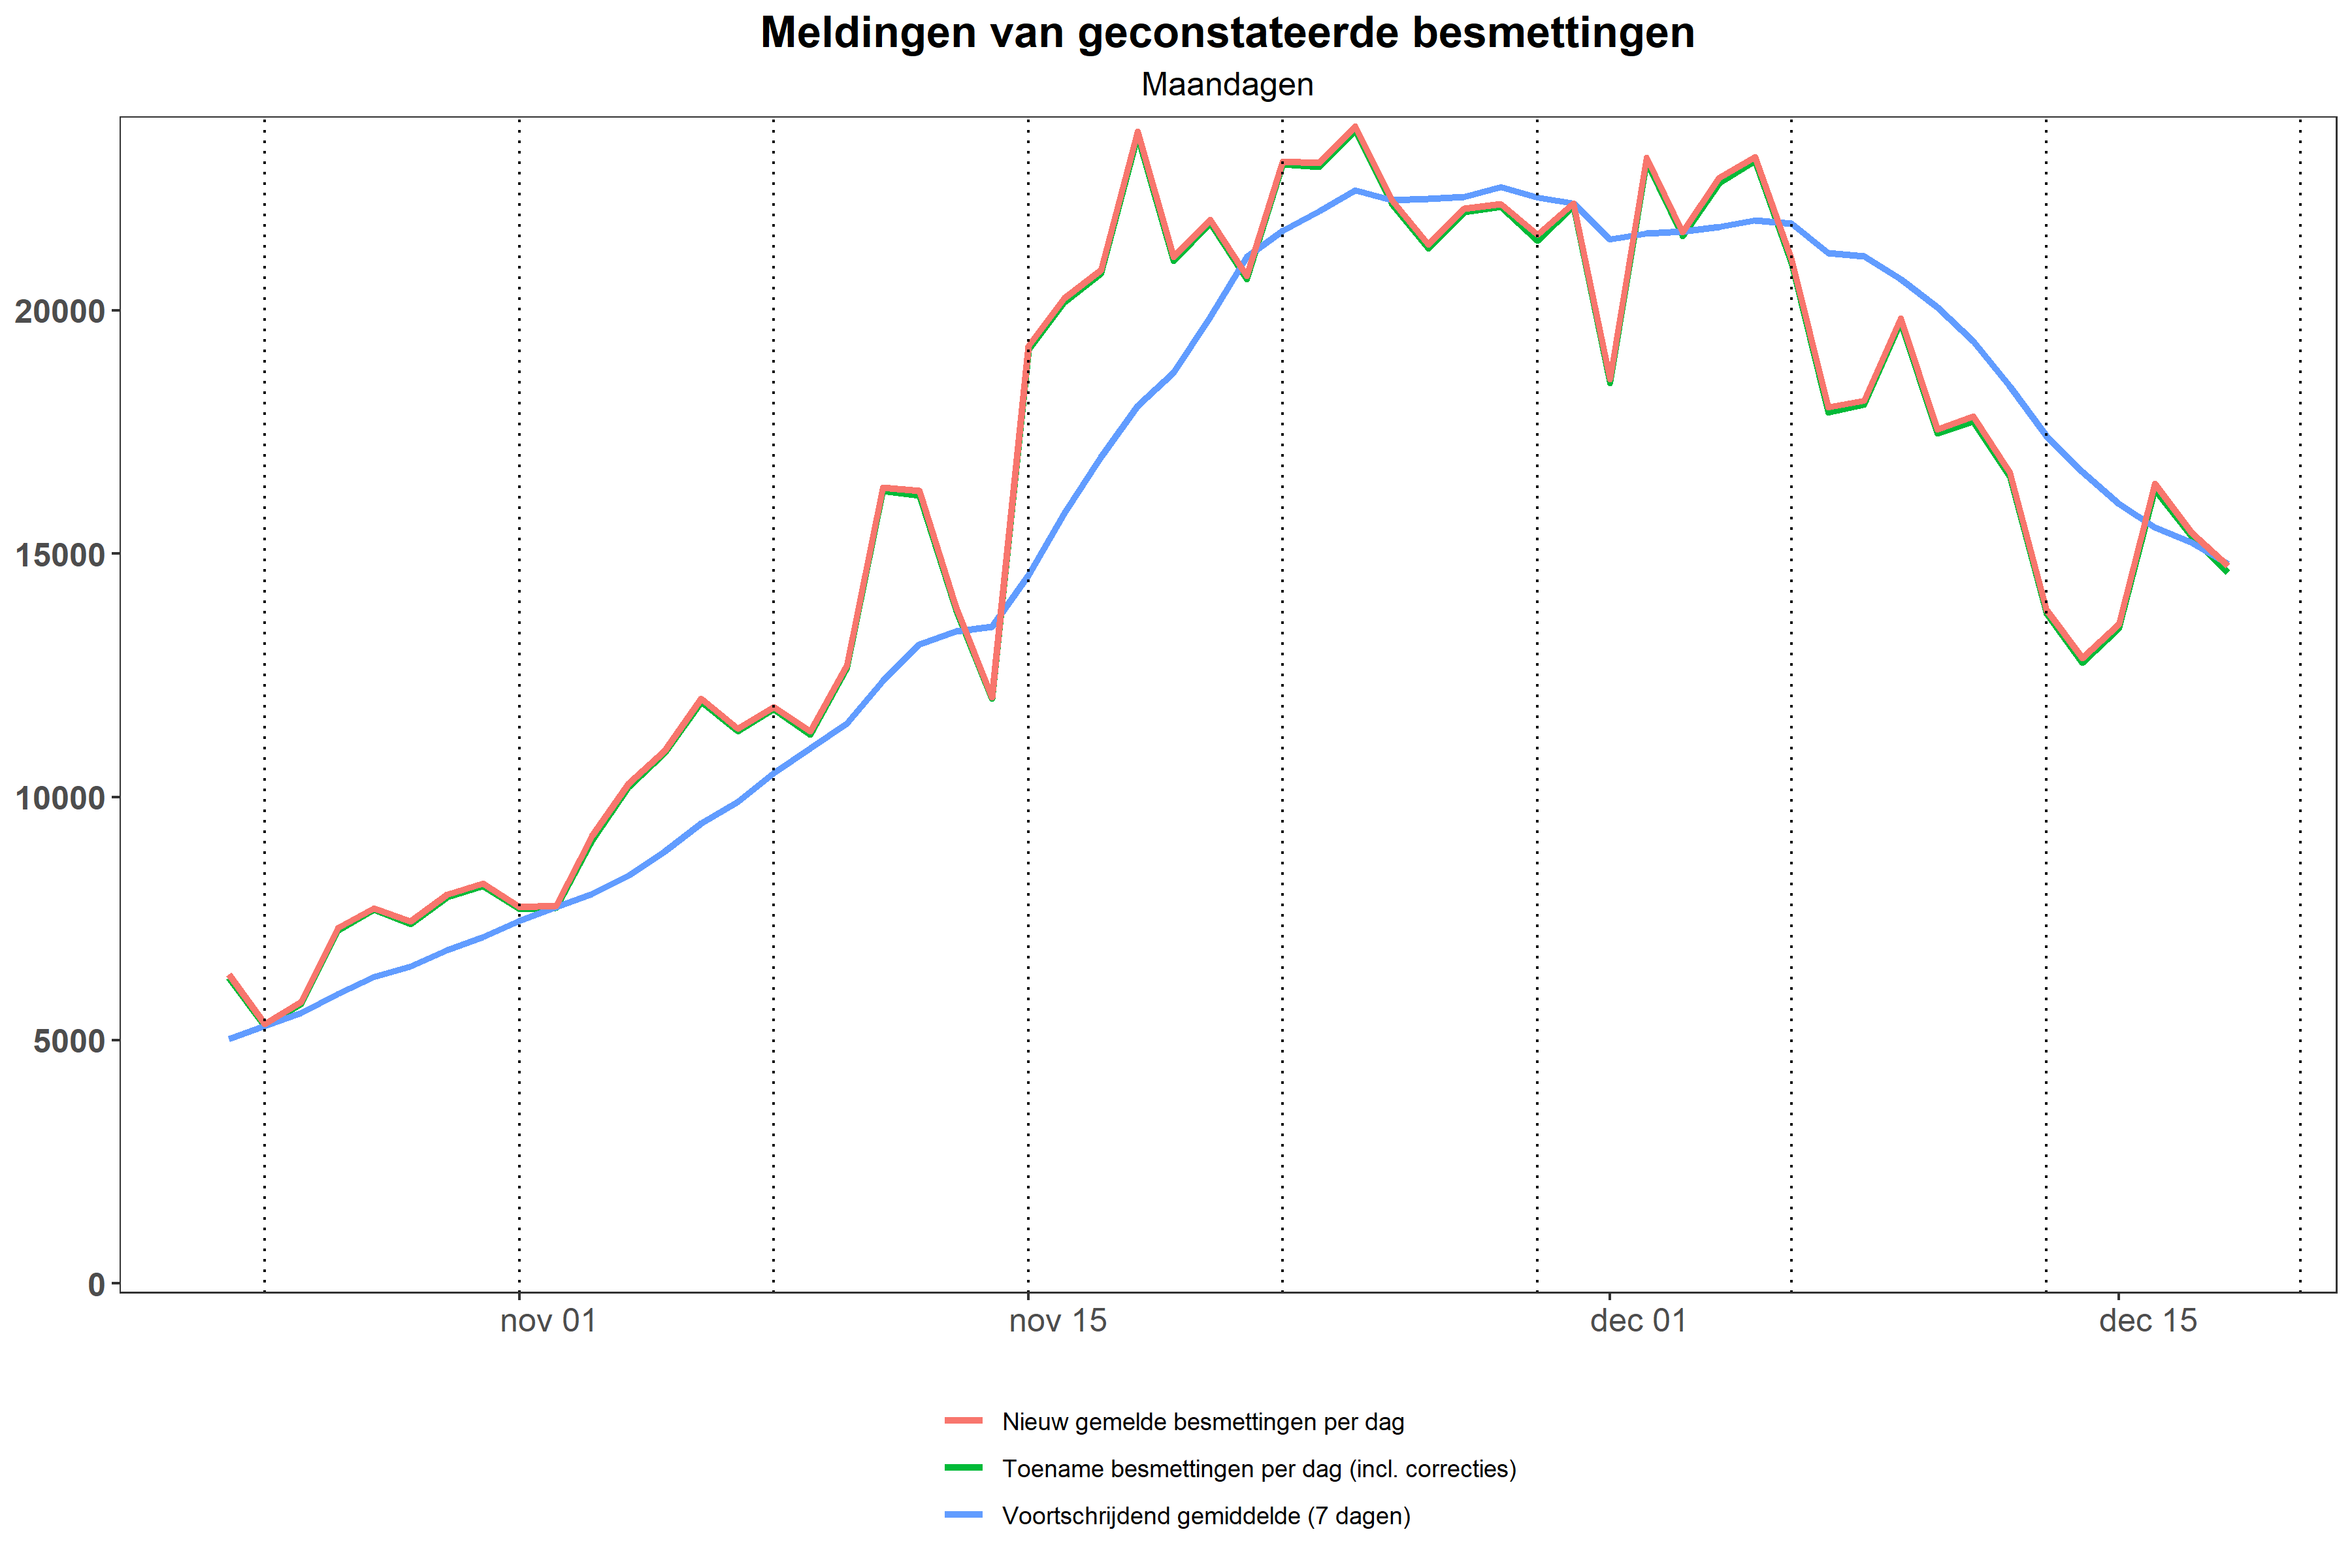 Meldingen van geconstateerde besmettingen
Maandagen
20000
15000
10000
5000
0
nov 01 nov 15 dec 01 dec 15
Nieuw gemelde besmettingen per dag
Toename besmettingen per dag (incl. correcties)
Voortschrijdend gemiddelde (7 dagen)